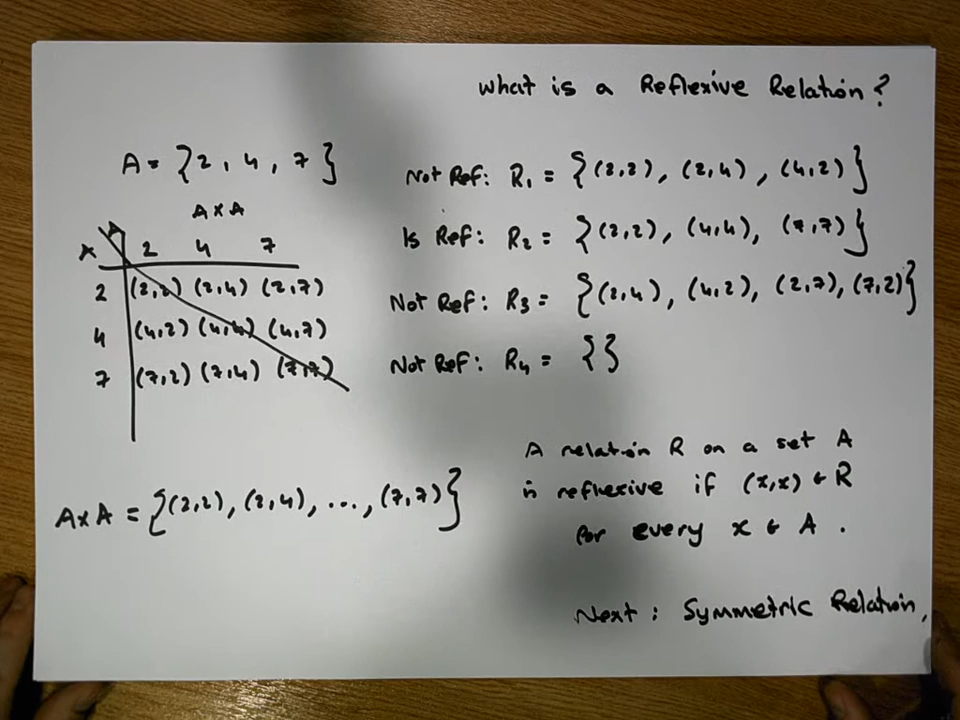 What is a Reflexive Relation?
A = {2, 4, 7}
A x A
x A 2 4 7
2 (2,2) (2,4) (2,7)
4 (4,2) (4,4) (4,7)
7 (7,2) (7,4) (7,7)
A x A = {(2,2), (2,4), ..., (7,7)}
Not Ref: R₁ = {(2,2), (2,4), (4,2)}
Is Ref: R₂ = {(2,2), (4,4), (7,7)}
Not Ref: R₃ = {(2,4), (4,2), (2,7), (7,2)}
Not Ref: R₄ = {}
A relation R on a set A
is reflexive if (x,x) ∈ R
for every x ∈ A.
Next: Symmetric Relation,